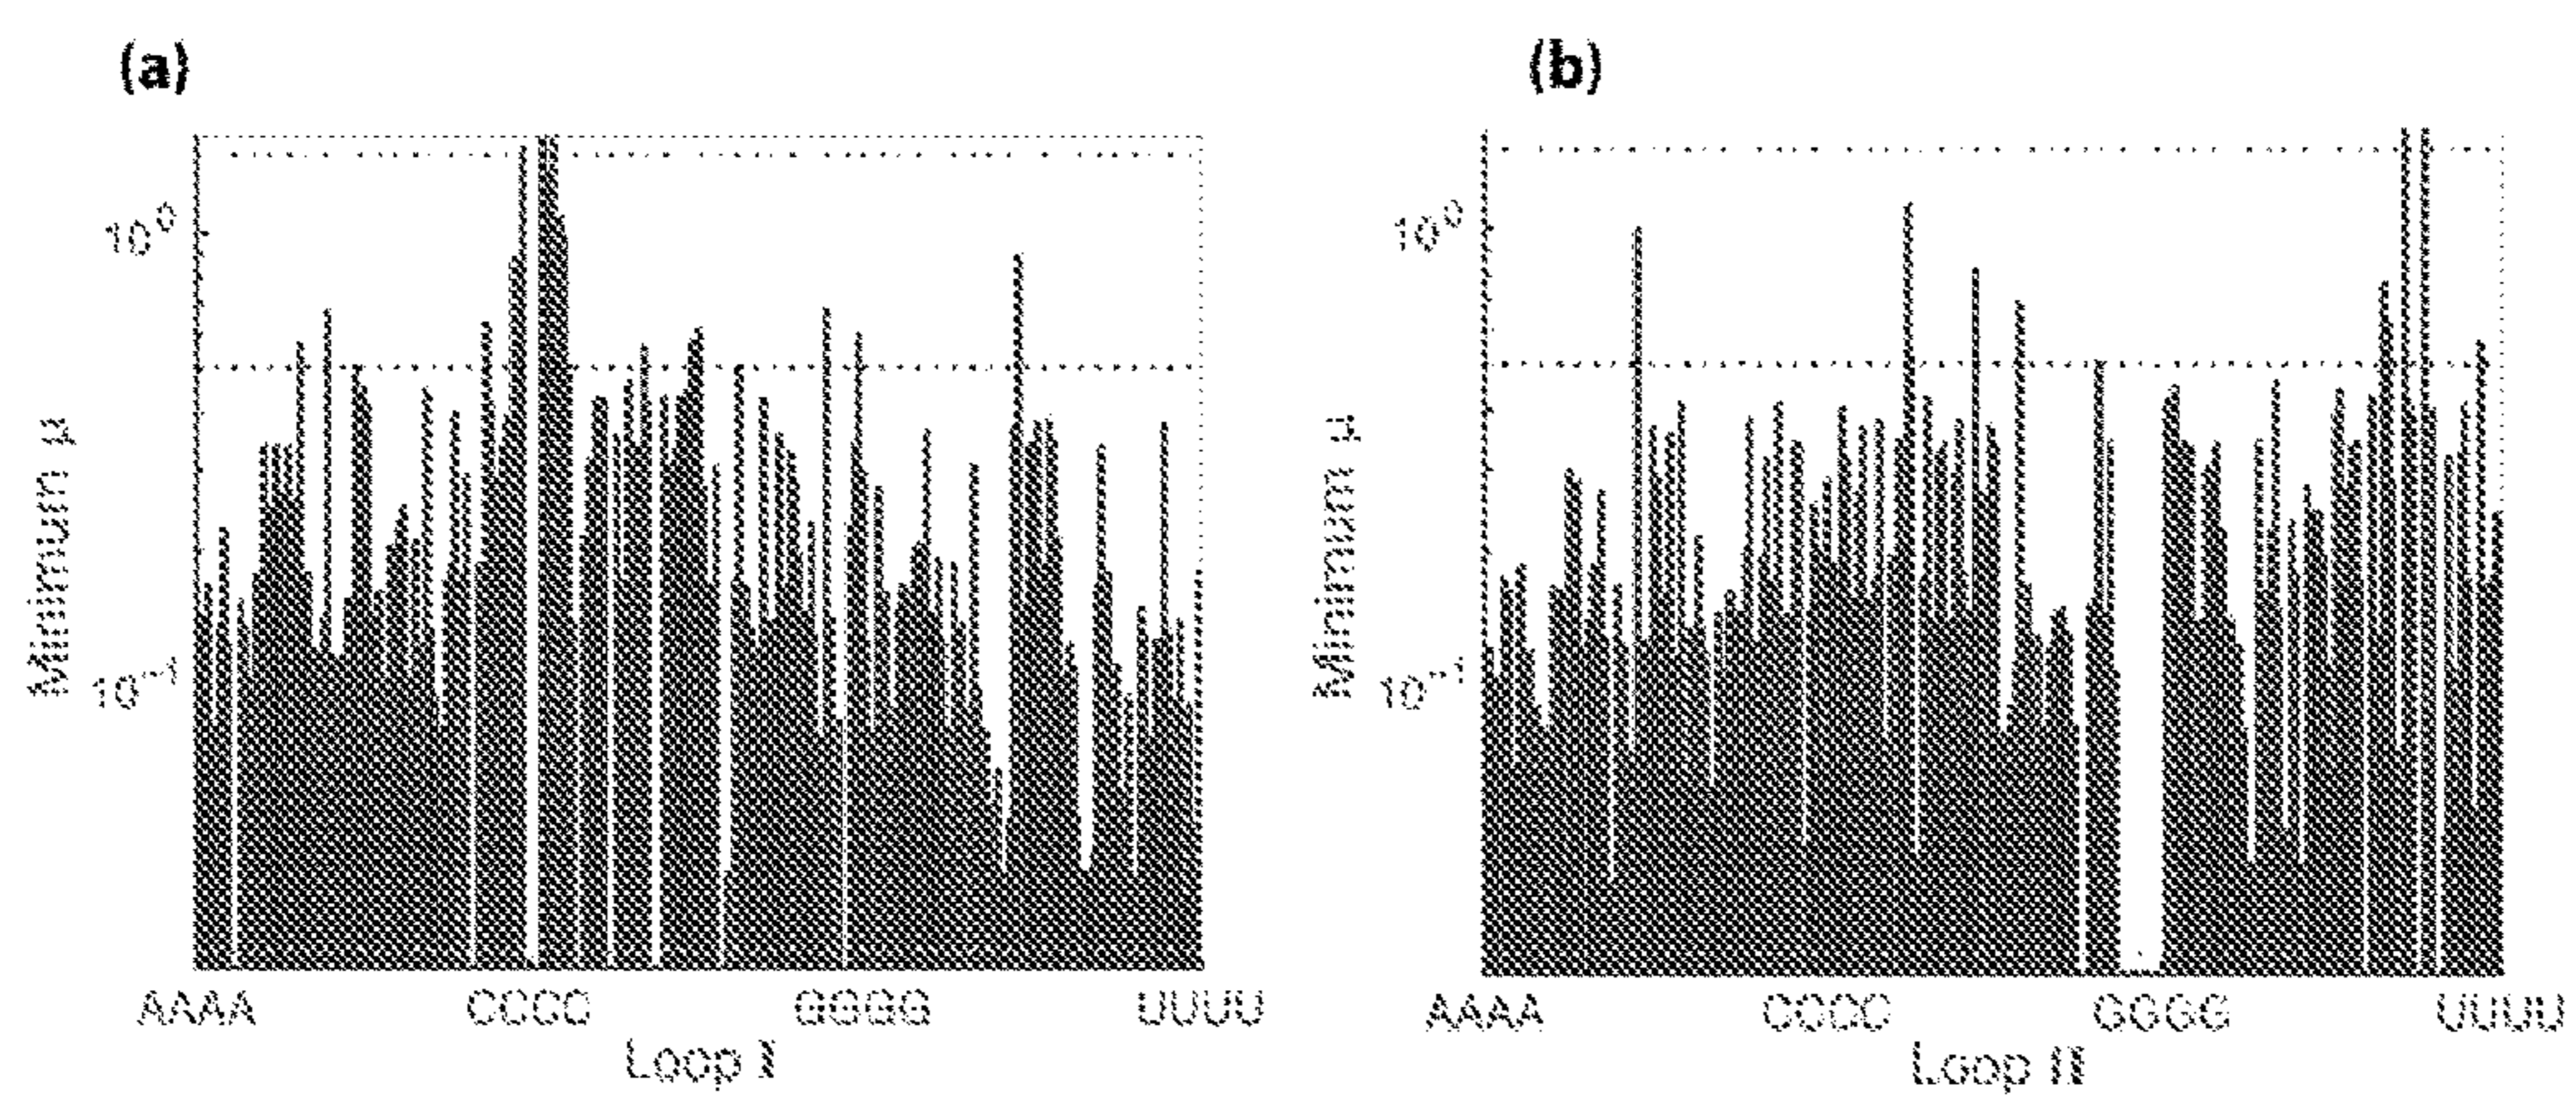 (a)
(b)
Minimum μ
10⁰
10⁻¹
AAAA CCCC GGGG UUUU
Loop I
Minimum μ
10⁰
10⁻¹
AAAA CCCC GGGG UUUU
Loop II